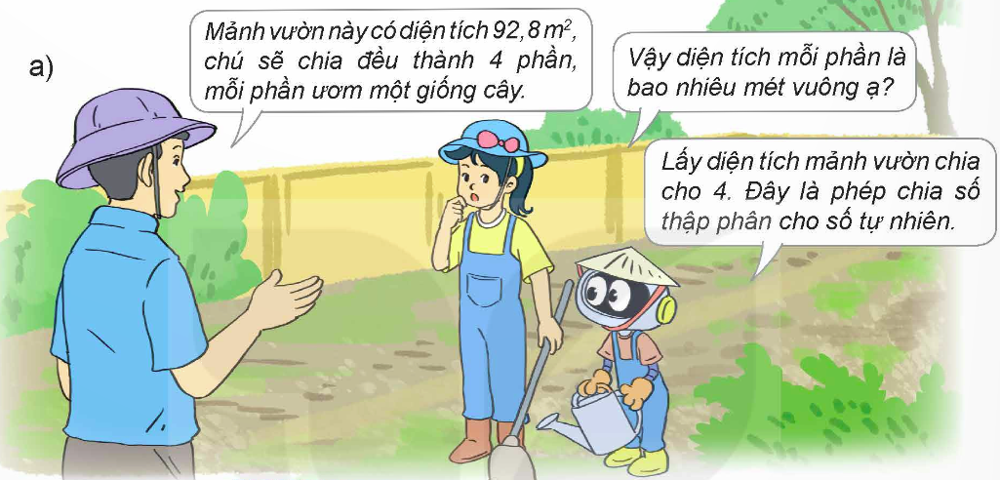 a)
Mảnh vườn này có diện tích 92,8 m²,
chú sẽ chia đều thành 4 phần,
mỗi phần ươm một giống cây.
Vậy diện tích mỗi phần là
bao nhiêu mét vuông ạ?
Lấy diện tích mảnh vườn chia
cho 4. Đây là phép chia số
thập phân cho số tự nhiên.